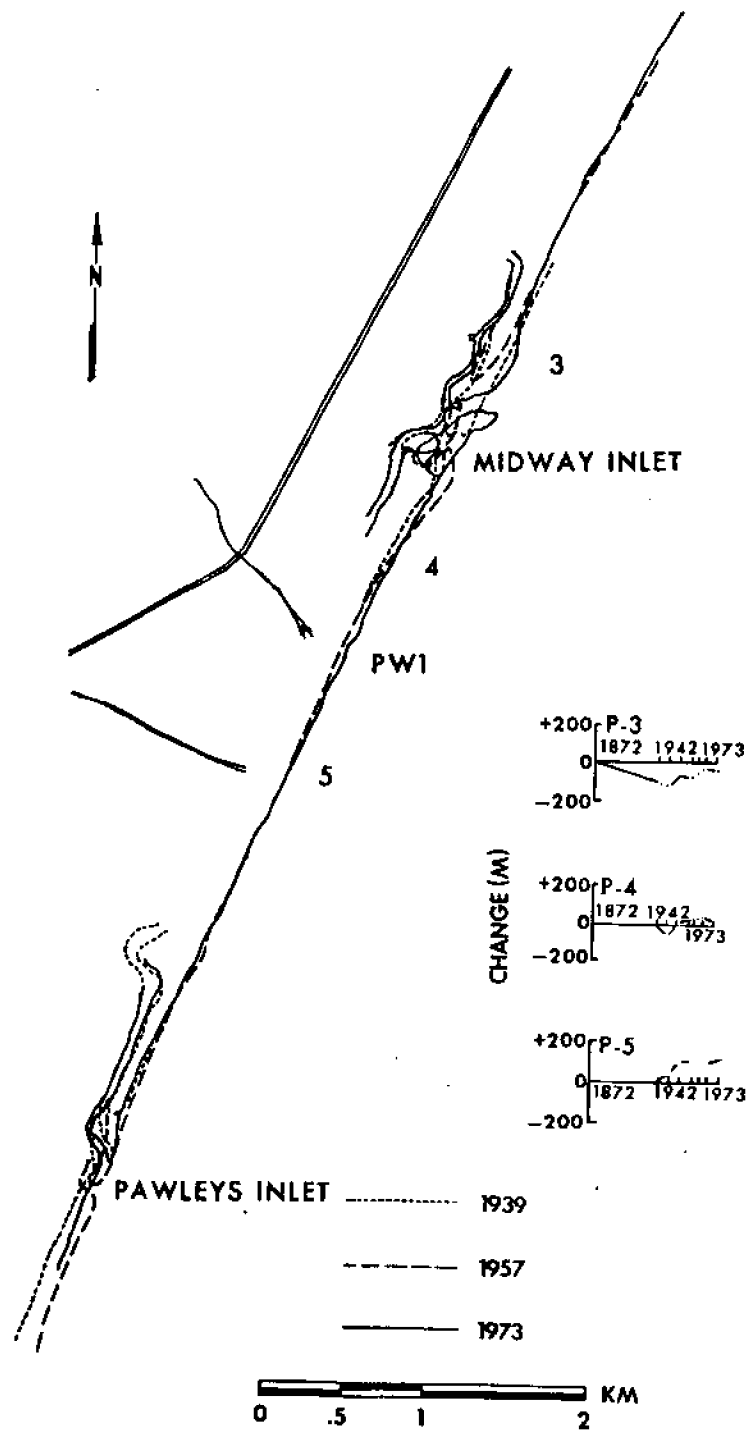 N
3
MIDWAY INLET
4
PW1
5
+200 P-3
1872 1942 1973
0
-200
CHANGE (M)
+200 P-4
1872 1942
0
1973
-200
+200 P-5
0
1872 1942 1973
-200
PAWLEYS INLET
1939
1957
1973
KM
0 .5 1 2